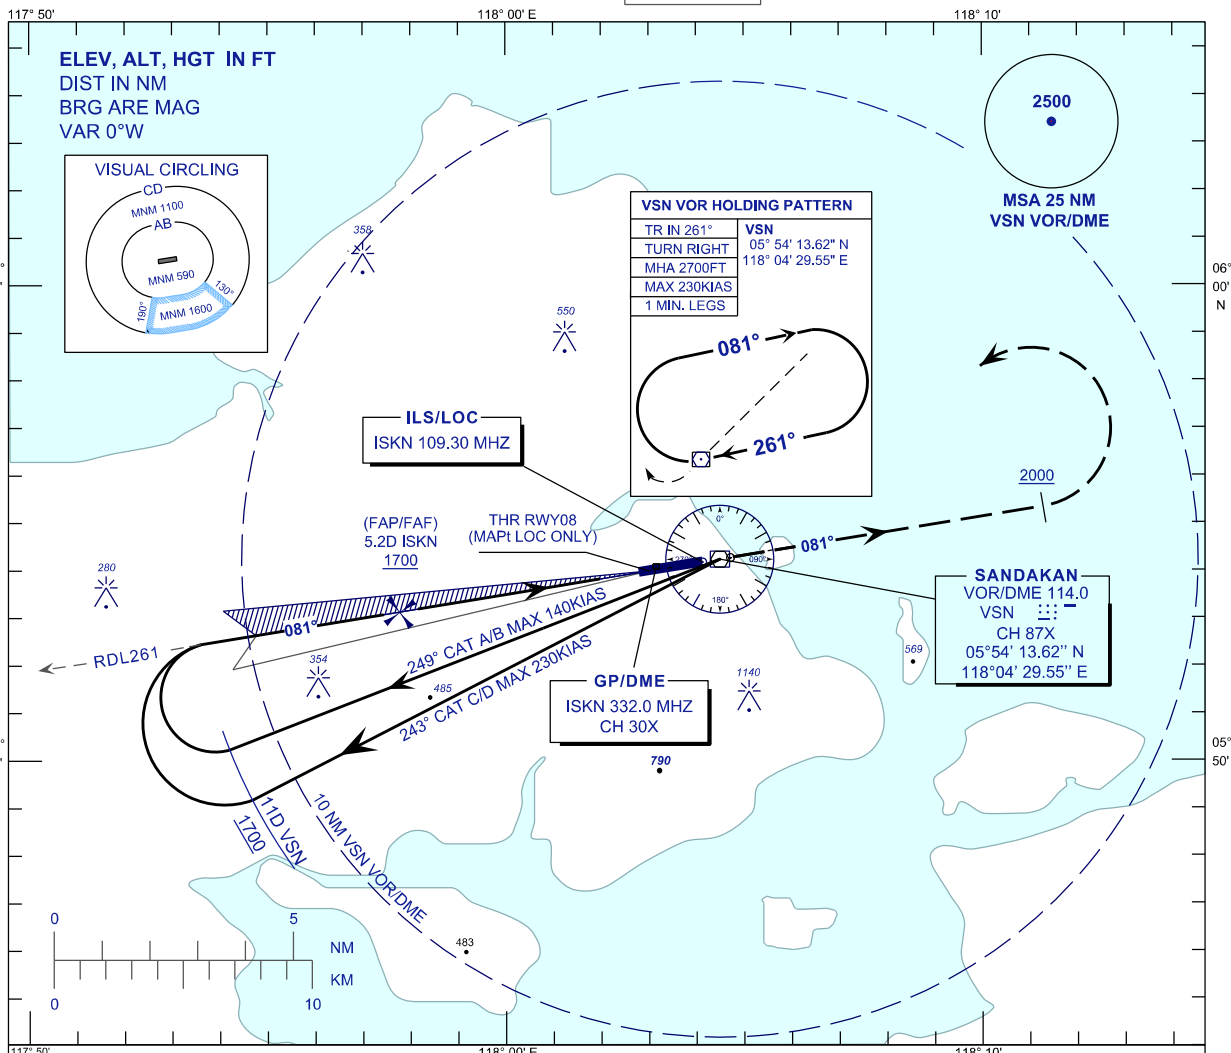 117° 50'
118° 00' E
118° 10'
ELEV, ALT, HGT IN FT
DIST IN NM
BRG ARE MAG
VAR 0°W
VISUAL CIRCLING
CD
MNM 1100
AB
MNM 590
190°
130°
MNM 1600
2500
MSA 25 NM
VSN VOR/DME
VSN VOR HOLDING PATTERN
TR IN 261°
TURN RIGHT
MHA 2700FT
MAX 230KIAS
1 MIN. LEGS
VSN
05° 54' 13.62" N
118° 04' 29.55" E
081°
261°
358
550
06°
00'
N
ILS/LOC
ISKN 109.30 MHZ
2000
(FAP/FAF)
5.2D ISKN
1700
THR RWY08
(MAPt LOC ONLY)
0°
090°
180°
270°
081°
280
081°
RDL261
249° CAT A/B MAX 140KIAS
243° CAT C/D MAX 230KIAS
354
485
SANDAKAN
VOR/DME 114.0
VSN
CH 87X
05°54' 13.62'' N
118°04' 29.55'' E
569
GP/DME
ISKN 332.0 MHZ
CH 30X
1140
790
05°
50'
11D VSN
1700
10 NM VSN VOR/DME
483
0
5
NM
KM
0
10
117° 50'
118° 00' E
118° 10'